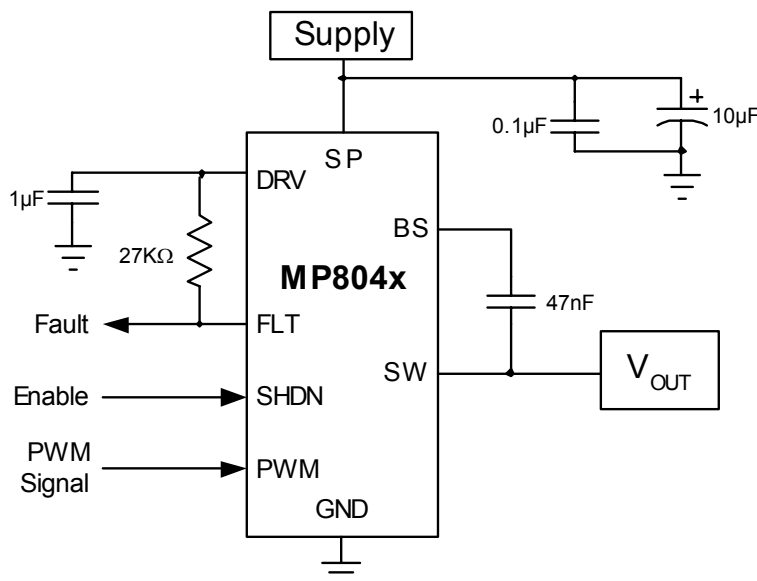 Supply
SP
0.1µF
+
10µF
DRV
1µF
27KΩ
BS
MP804x
47nF
Fault
FLT
SW
VOUT
Enable
SHDN
PWM
Signal
PWM
GND